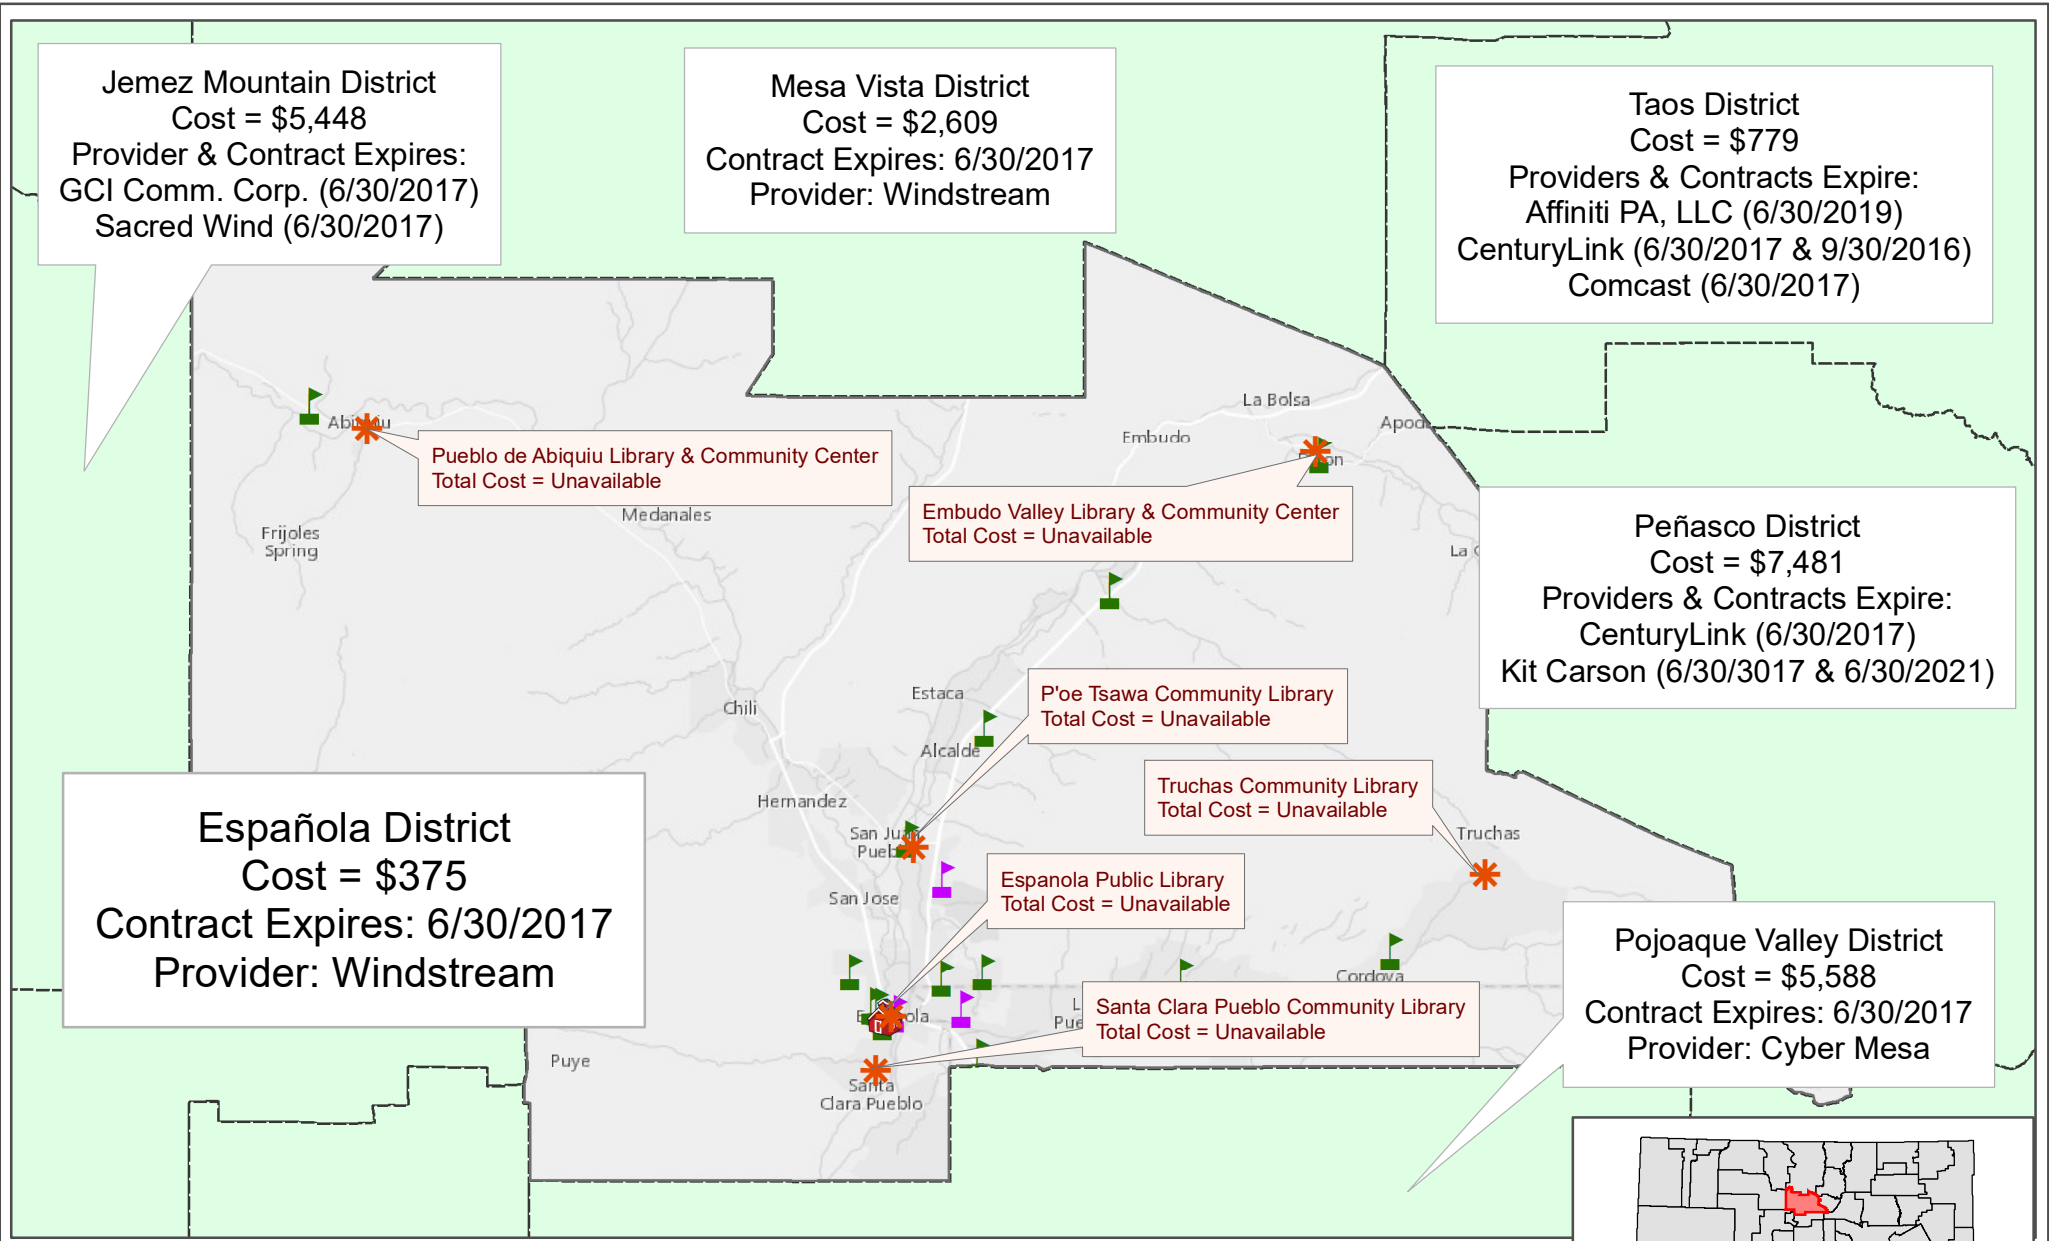 Jemez Mountain District
Cost = $5,448
Provider & Contract Expires:
GCI Comm. Corp. (6/30/2017)
Sacred Wind (6/30/2017)
Mesa Vista District
Cost = $2,609
Contract Expires: 6/30/2017
Provider: Windstream
Taos District
Cost = $779
Providers & Contracts Expire:
Affiniti PA, LLC (6/30/2019)
CenturyLink (6/30/2017 & 9/30/2016)
Comcast (6/30/2017)
La Bolsa
Embudo
Pueblo de Abiquiu Library & Community Center
Total Cost = Unavailable
Medanales
Frijoles
Spring
Embudo Valley Library & Community Center
Total Cost = Unavailable
Peñasco District
Cost = $7,481
Providers & Contracts Expire:
CenturyLink (6/30/2017)
Kit Carson (6/30/3017 & 6/30/2021)
Estaca
Chili
Alcalde
P'oe Tsawa Community Library
Total Cost = Unavailable
Truchas Community Library
Total Cost = Unavailable
Hernandez
San Juan
Truchas
Española District
Cost = $375
Contract Expires: 6/30/2017
Provider: Windstream
San Jose
Espanola Public Library
Total Cost = Unavailable
Cordova
Pojoaque Valley District
Cost = $5,588
Contract Expires: 6/30/2017
Provider: Cyber Mesa
Santa Clara Pueblo Community Library
Total Cost = Unavailable
Puye
Santa
Clara Pueblo